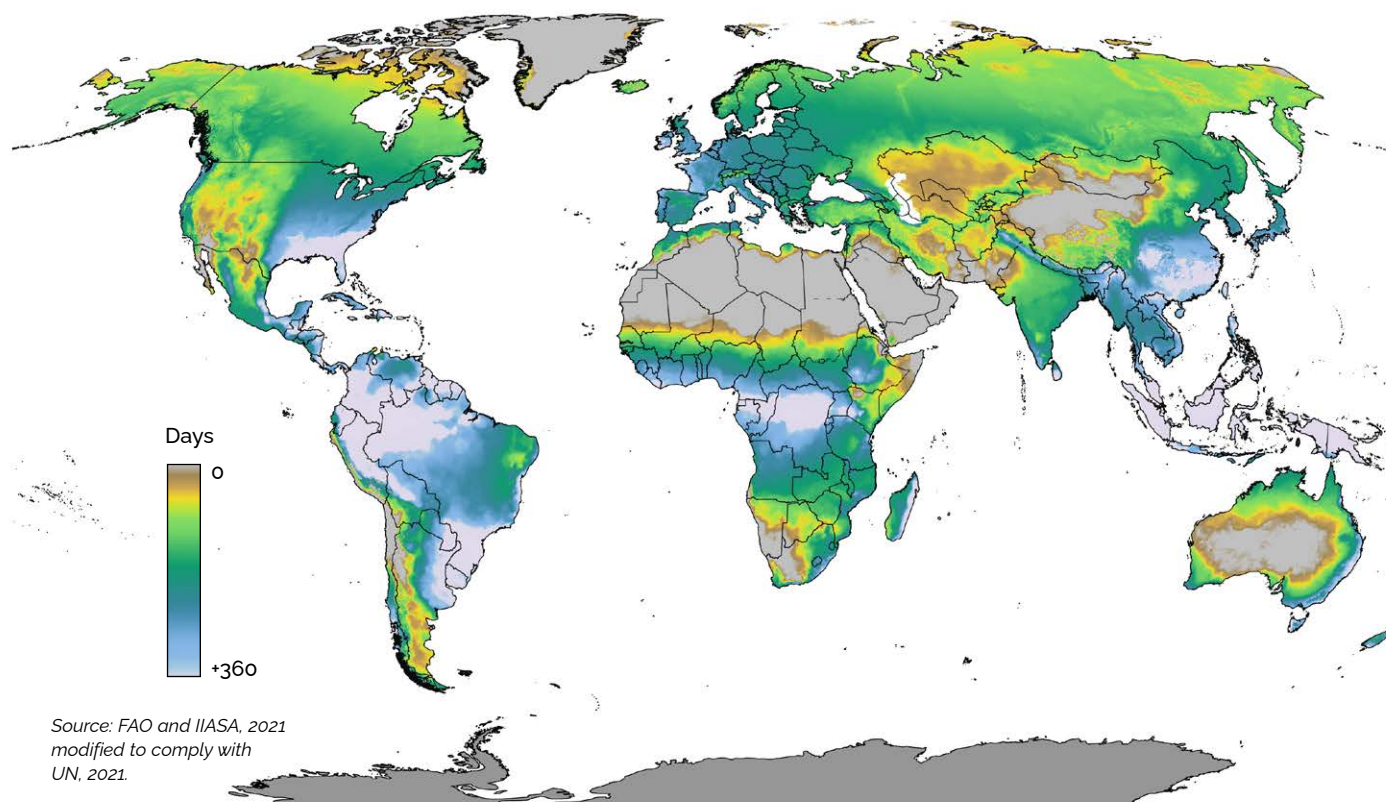 Days
0
+360
Source: FAO and IIASA, 2021
modified to comply with
UN, 2021.